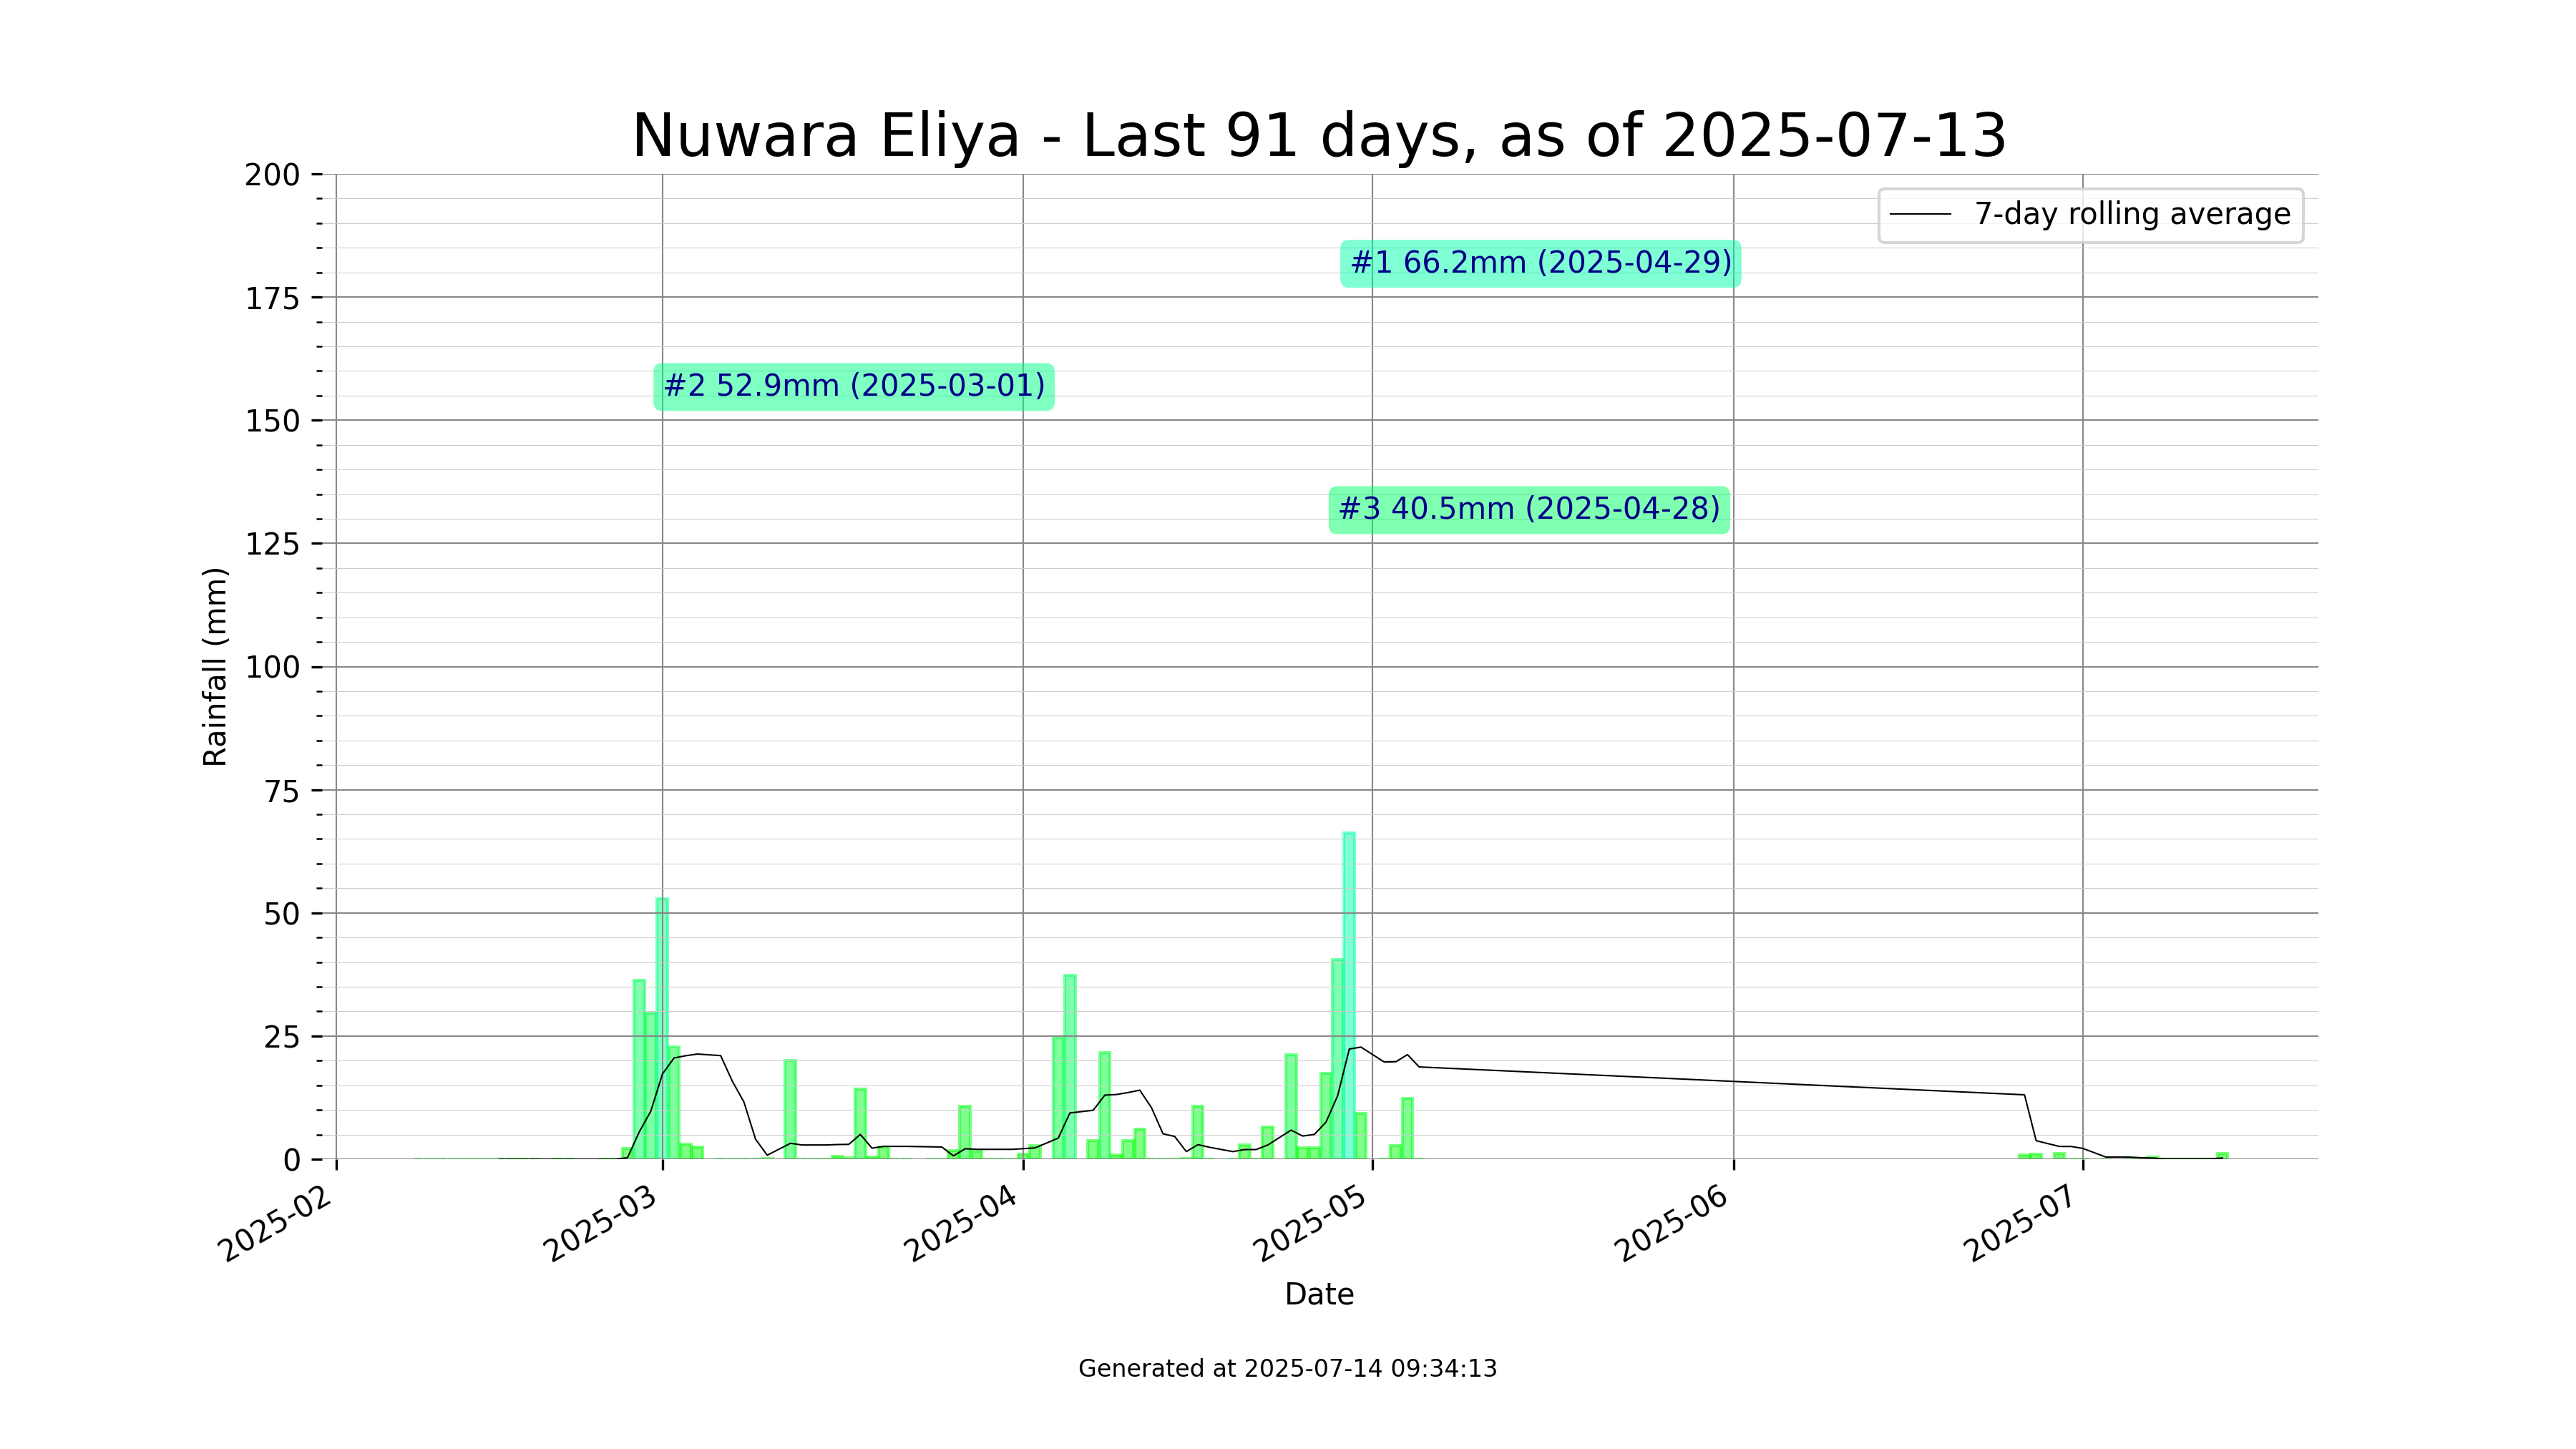 Nuwara Eliya - Last 91 days, as of 2025-07-13
200
175
150
125
100
75
50
25
0
Rainfall (mm)
7-day rolling average
#1 66.2mm (2025-04-29)
#2 52.9mm (2025-03-01)
#3 40.5mm (2025-04-28)
2025-02
2025-03
2025-04
2025-05
2025-06
2025-07
Date
Generated at 2025-07-14 09:34:13